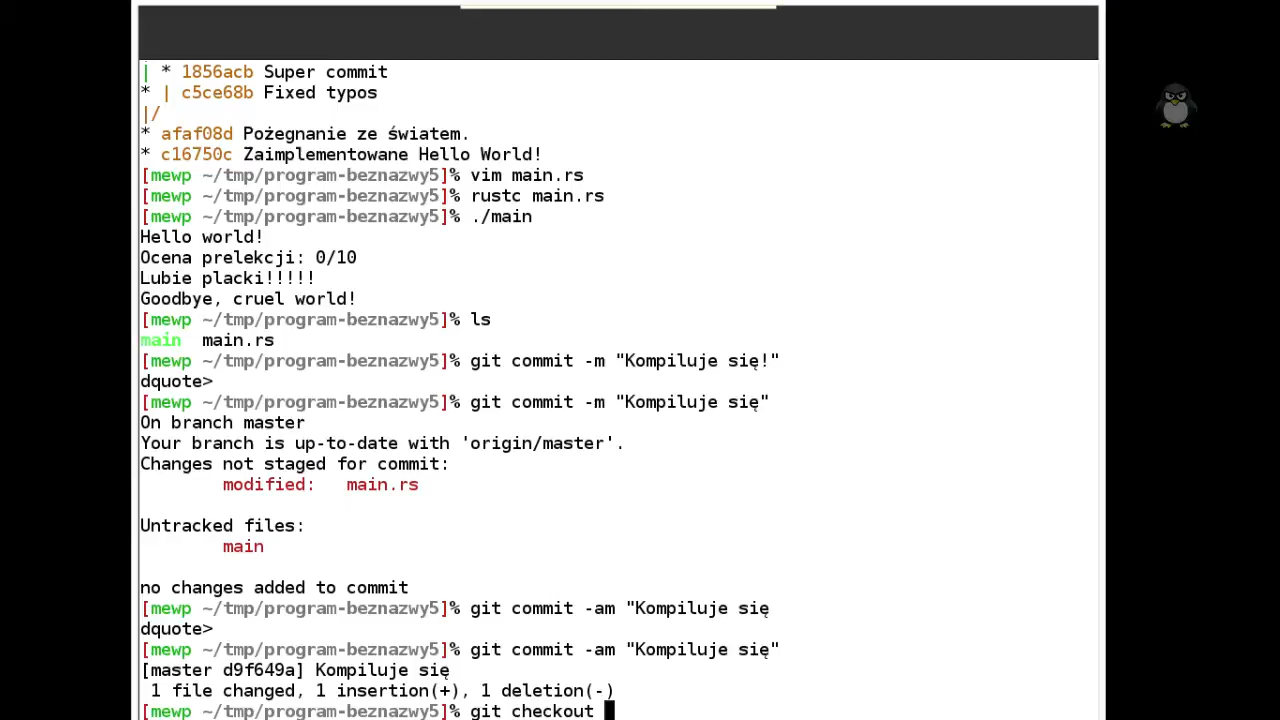 | * 1856acb Super commit
* | c5ce68b Fixed typos
|/
* afaf08d Pożegnanie ze światem.
* c16750c Zaimplementowane Hello World!
[mewp ~/tmp/program-beznazwy5]% vim main.rs
[mewp ~/tmp/program-beznazwy5]% rustc main.rs
[mewp ~/tmp/program-beznazwy5]% ./main
Hello world!
Ocena prelekcji: 0/10
Lubie placki!!!!!
Goodbye, cruel world!
[mewp ~/tmp/program-beznazwy5]% ls
main  main.rs
[mewp ~/tmp/program-beznazwy5]% git commit -m "Kompiluje się!"
dquote>
[mewp ~/tmp/program-beznazwy5]% git commit -m "Kompiluje się"
On branch master
Your branch is up-to-date with 'origin/master'.
Changes not staged for commit:
        modified:   main.rs
Untracked files:
        main
no changes added to commit
[mewp ~/tmp/program-beznazwy5]% git commit -am "Kompiluje się
dquote>
[mewp ~/tmp/program-beznazwy5]% git commit -am "Kompiluje się"
[master d9f649a] Kompiluje się
 1 file changed, 1 insertion(+), 1 deletion(-)
[mewp ~/tmp/program-beznazwy5]% git checkout